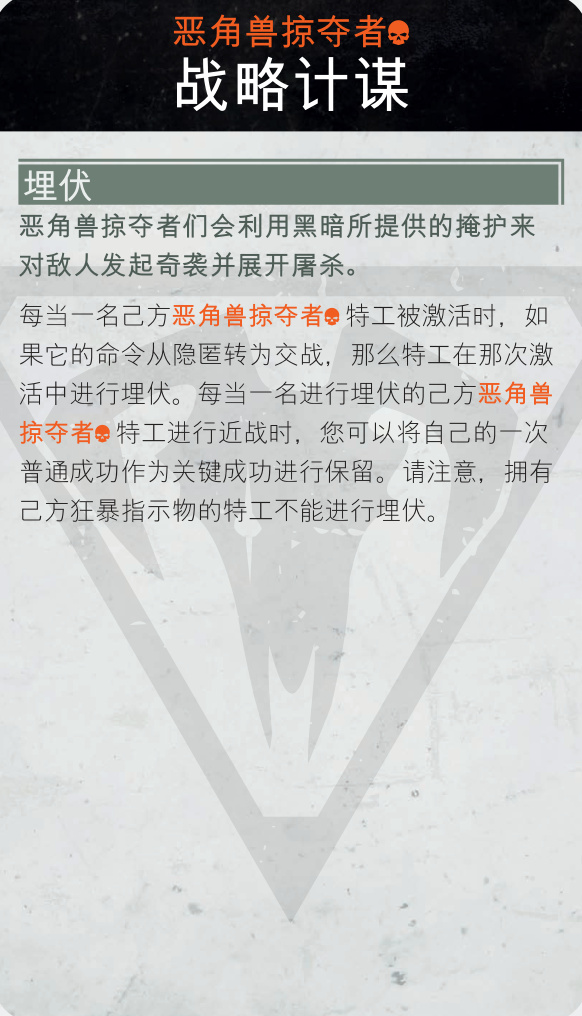 恶角兽掠夺者
战略计谋
埋伏
恶角兽掠夺者们会利用黑暗所提供的掩护来
对敌人发起奇袭并展开屠杀。
每当一名己方恶角兽掠夺者特工被激活时，如
果它的命令从隐匿转为交战，那么特工在那次激
活中进行埋伏。每当一名进行埋伏的己方恶角兽
掠夺者特工进行近战时，您可以将自己的一次
普通成功作为关键成功进行保留。请注意，拥有
己方狂暴指示物的特工不能进行埋伏。